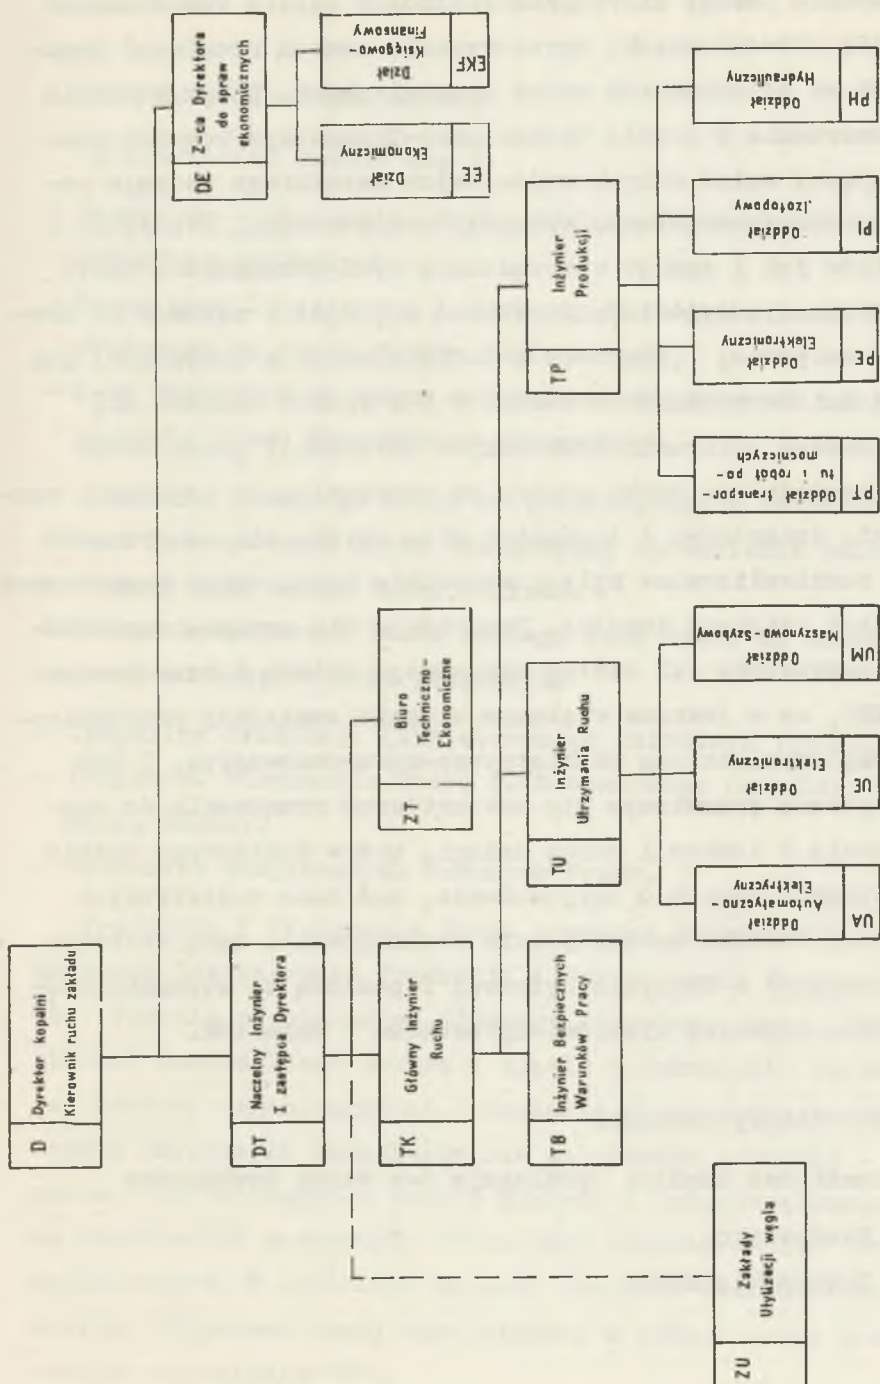 D
Dyrektor kopalni
Kierownik ruchu zakładu
DE
Z-ca Dyrektora
do spraw
ekonomicznych
EE
Dział
Ekonomiczny
EKF
Dział
Księgowo-
Finansowy
DT
Naczelny Inżynier
I zastępca Dyrektora
ZT
Biuro
Techniczno-
Ekonomiczne
TK
Główny Inżynier
Ruchu
TB
Inżynier Bezpiecznych
Warunków Pracy
TU
Inżynier
Utrzymania Ruchu
TP
Inżynier
Produkcji
UA
Oddział
Automatyczno-
Elektryczny
UE
Oddział
Elektroniczny
UM
Oddział
Maszynowo-Szybowy
PT
Oddział transpor-
tu i robót po-
mocniczych
PE
Oddział
Elektroniczny
PI
Oddział
Izotopowy
PH
Oddział
Hydrauliczny
ZU
Zakłady
Utylizacji węgla